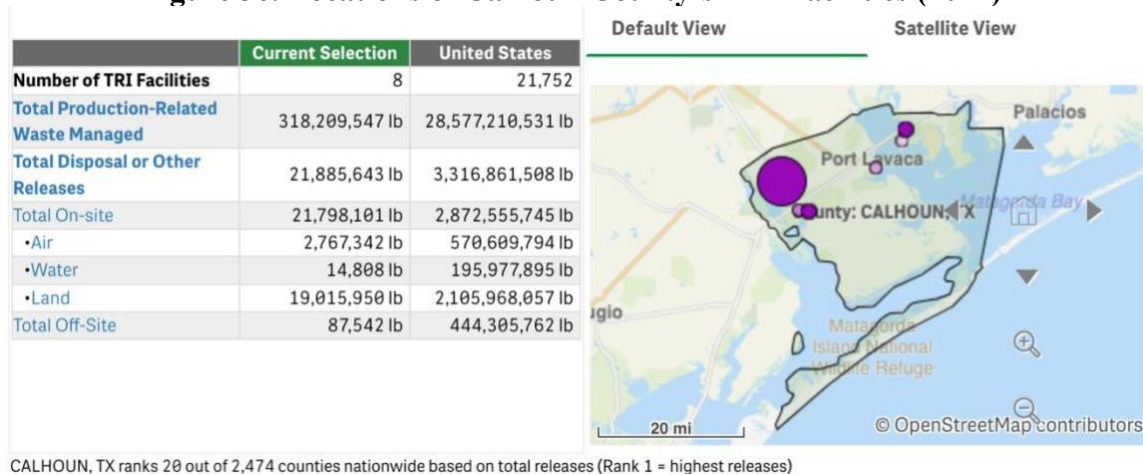 Default View Satellite View
Current Selection United States
Number of TRI Facilities 8 21,752
Total Production-Related Waste Managed 318,209,547 lb 28,577,210,531 lb
Total Disposal or Other Releases 21,885,643 lb 3,316,861,508 lb
Total On-site 21,798,101 lb 2,872,555,745 lb
•Air 2,767,342 lb 570,609,794 lb
•Water 14,808 lb 195,977,895 lb
•Land 19,015,950 lb 2,105,968,057 lb
Total Off-Site 87,542 lb 444,305,762 lb
Palacios
Port Lavaca
Matagorda Bay
unty: CALHOUN, TX
ugio
Matagorda
Island National
Wildlife Refuge
20 mi
© OpenStreetMap contributors
CALHOUN, TX ranks 20 out of 2,474 counties nationwide based on total releases (Rank 1 = highest releases)